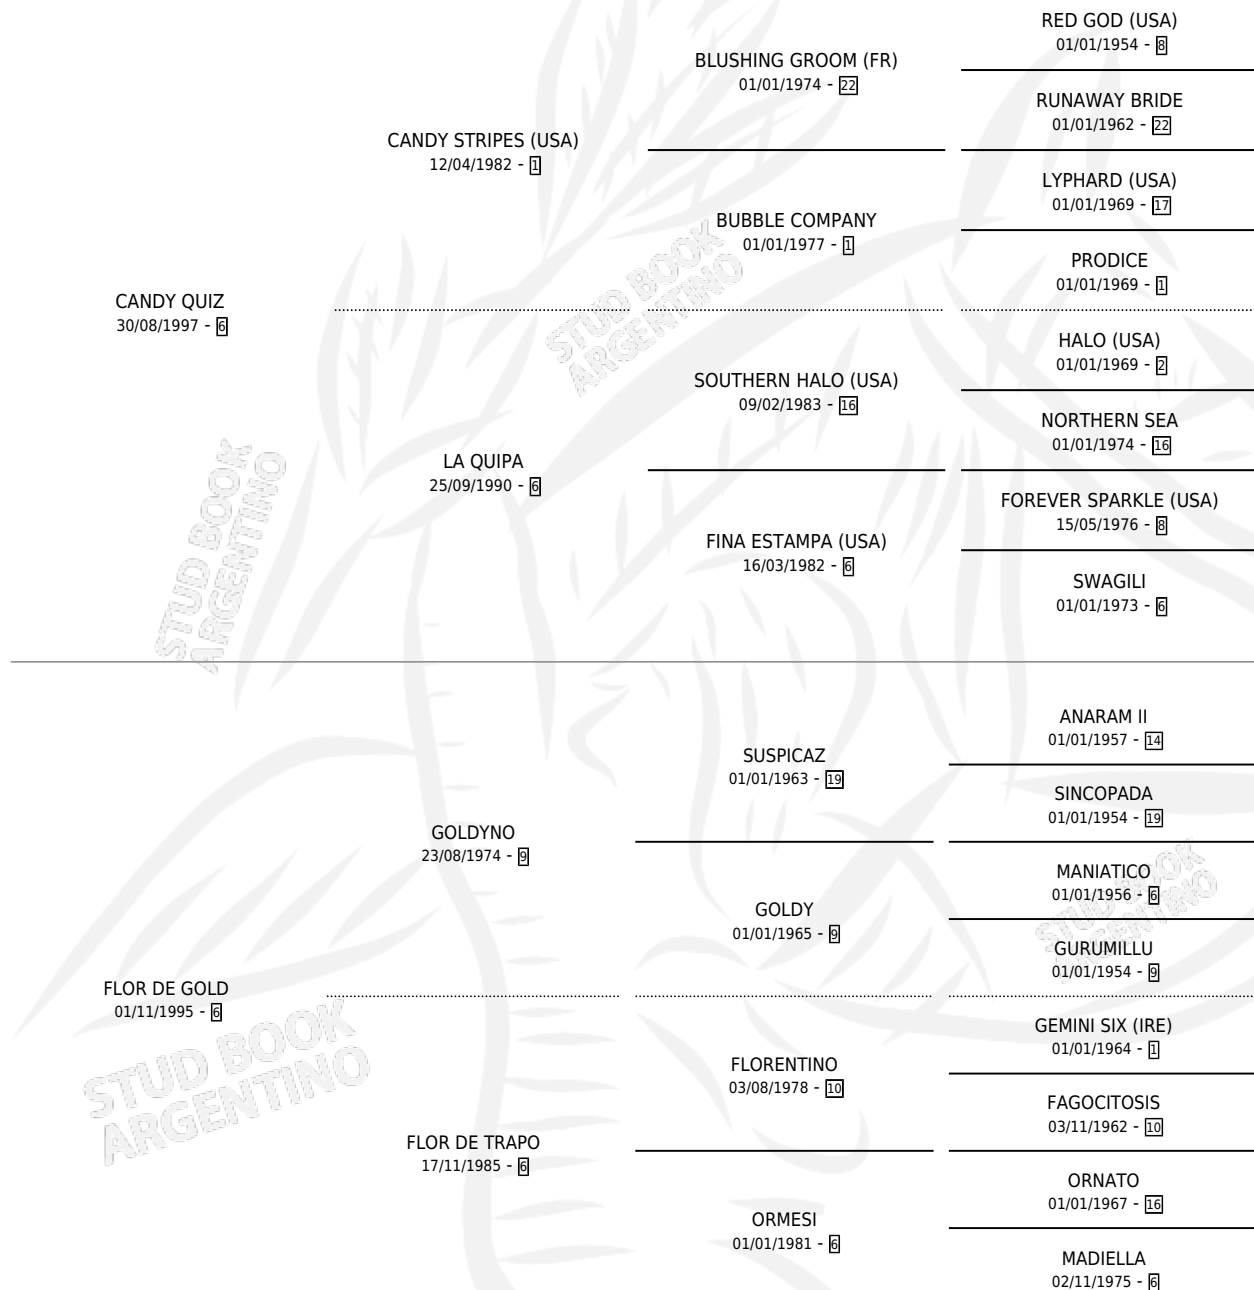 RED GOD (USA)
01/01/1954 - 8
BLUSHING GROOM (FR)
01/01/1974 - 22
RUNAWAY BRIDE
01/01/1962 - 22
CANDY STRIPES (USA)
12/04/1982 - 1
LYPHARD (USA)
01/01/1969 - 17
BUBBLE COMPANY
01/01/1977 - 1
PRODICE
01/01/1969 - 1
CANDY QUIZ
30/08/1997 - 6
STUD BOOK
ARGENTINO
HALO (USA)
01/01/1969 - 2
SOUTHERN HALO (USA)
09/02/1983 - 16
NORTHERN SEA
01/01/1974 - 16
LA QUIPA
25/09/1990 - 6
FOREVER SPARKLE (USA)
15/05/1976 - 8
FINA ESTAMPA (USA)
16/03/1982 - 6
SWAGILI
01/01/1973 - 6
STUD BOOK
ARGENTINO
ANARAM II
01/01/1957 - 14
SUSPICAZ
01/01/1963 - 19
SINCOPADA
01/01/1954 - 19
GOLDYNO
23/08/1974 - 9
MANIATICO
01/01/1956 - 6
GOLDY
01/01/1965 - 9
STUD BOOK
ARGENTINO
GURUMILLU
01/01/1954 - 9
FLOR DE GOLD
01/11/1995 - 6
STUD BOOK
ARGENTINO
GEMINI SIX (IRE)
01/01/1964 - 1
FLORENTINO
03/08/1978 - 10
FAGOCITOSIS
03/11/1962 - 10
FLOR DE TRAPO
17/11/1985 - 6
ORNATO
01/01/1967 - 16
ORMESI
01/01/1981 - 6
MADIELLA
02/11/1975 - 6